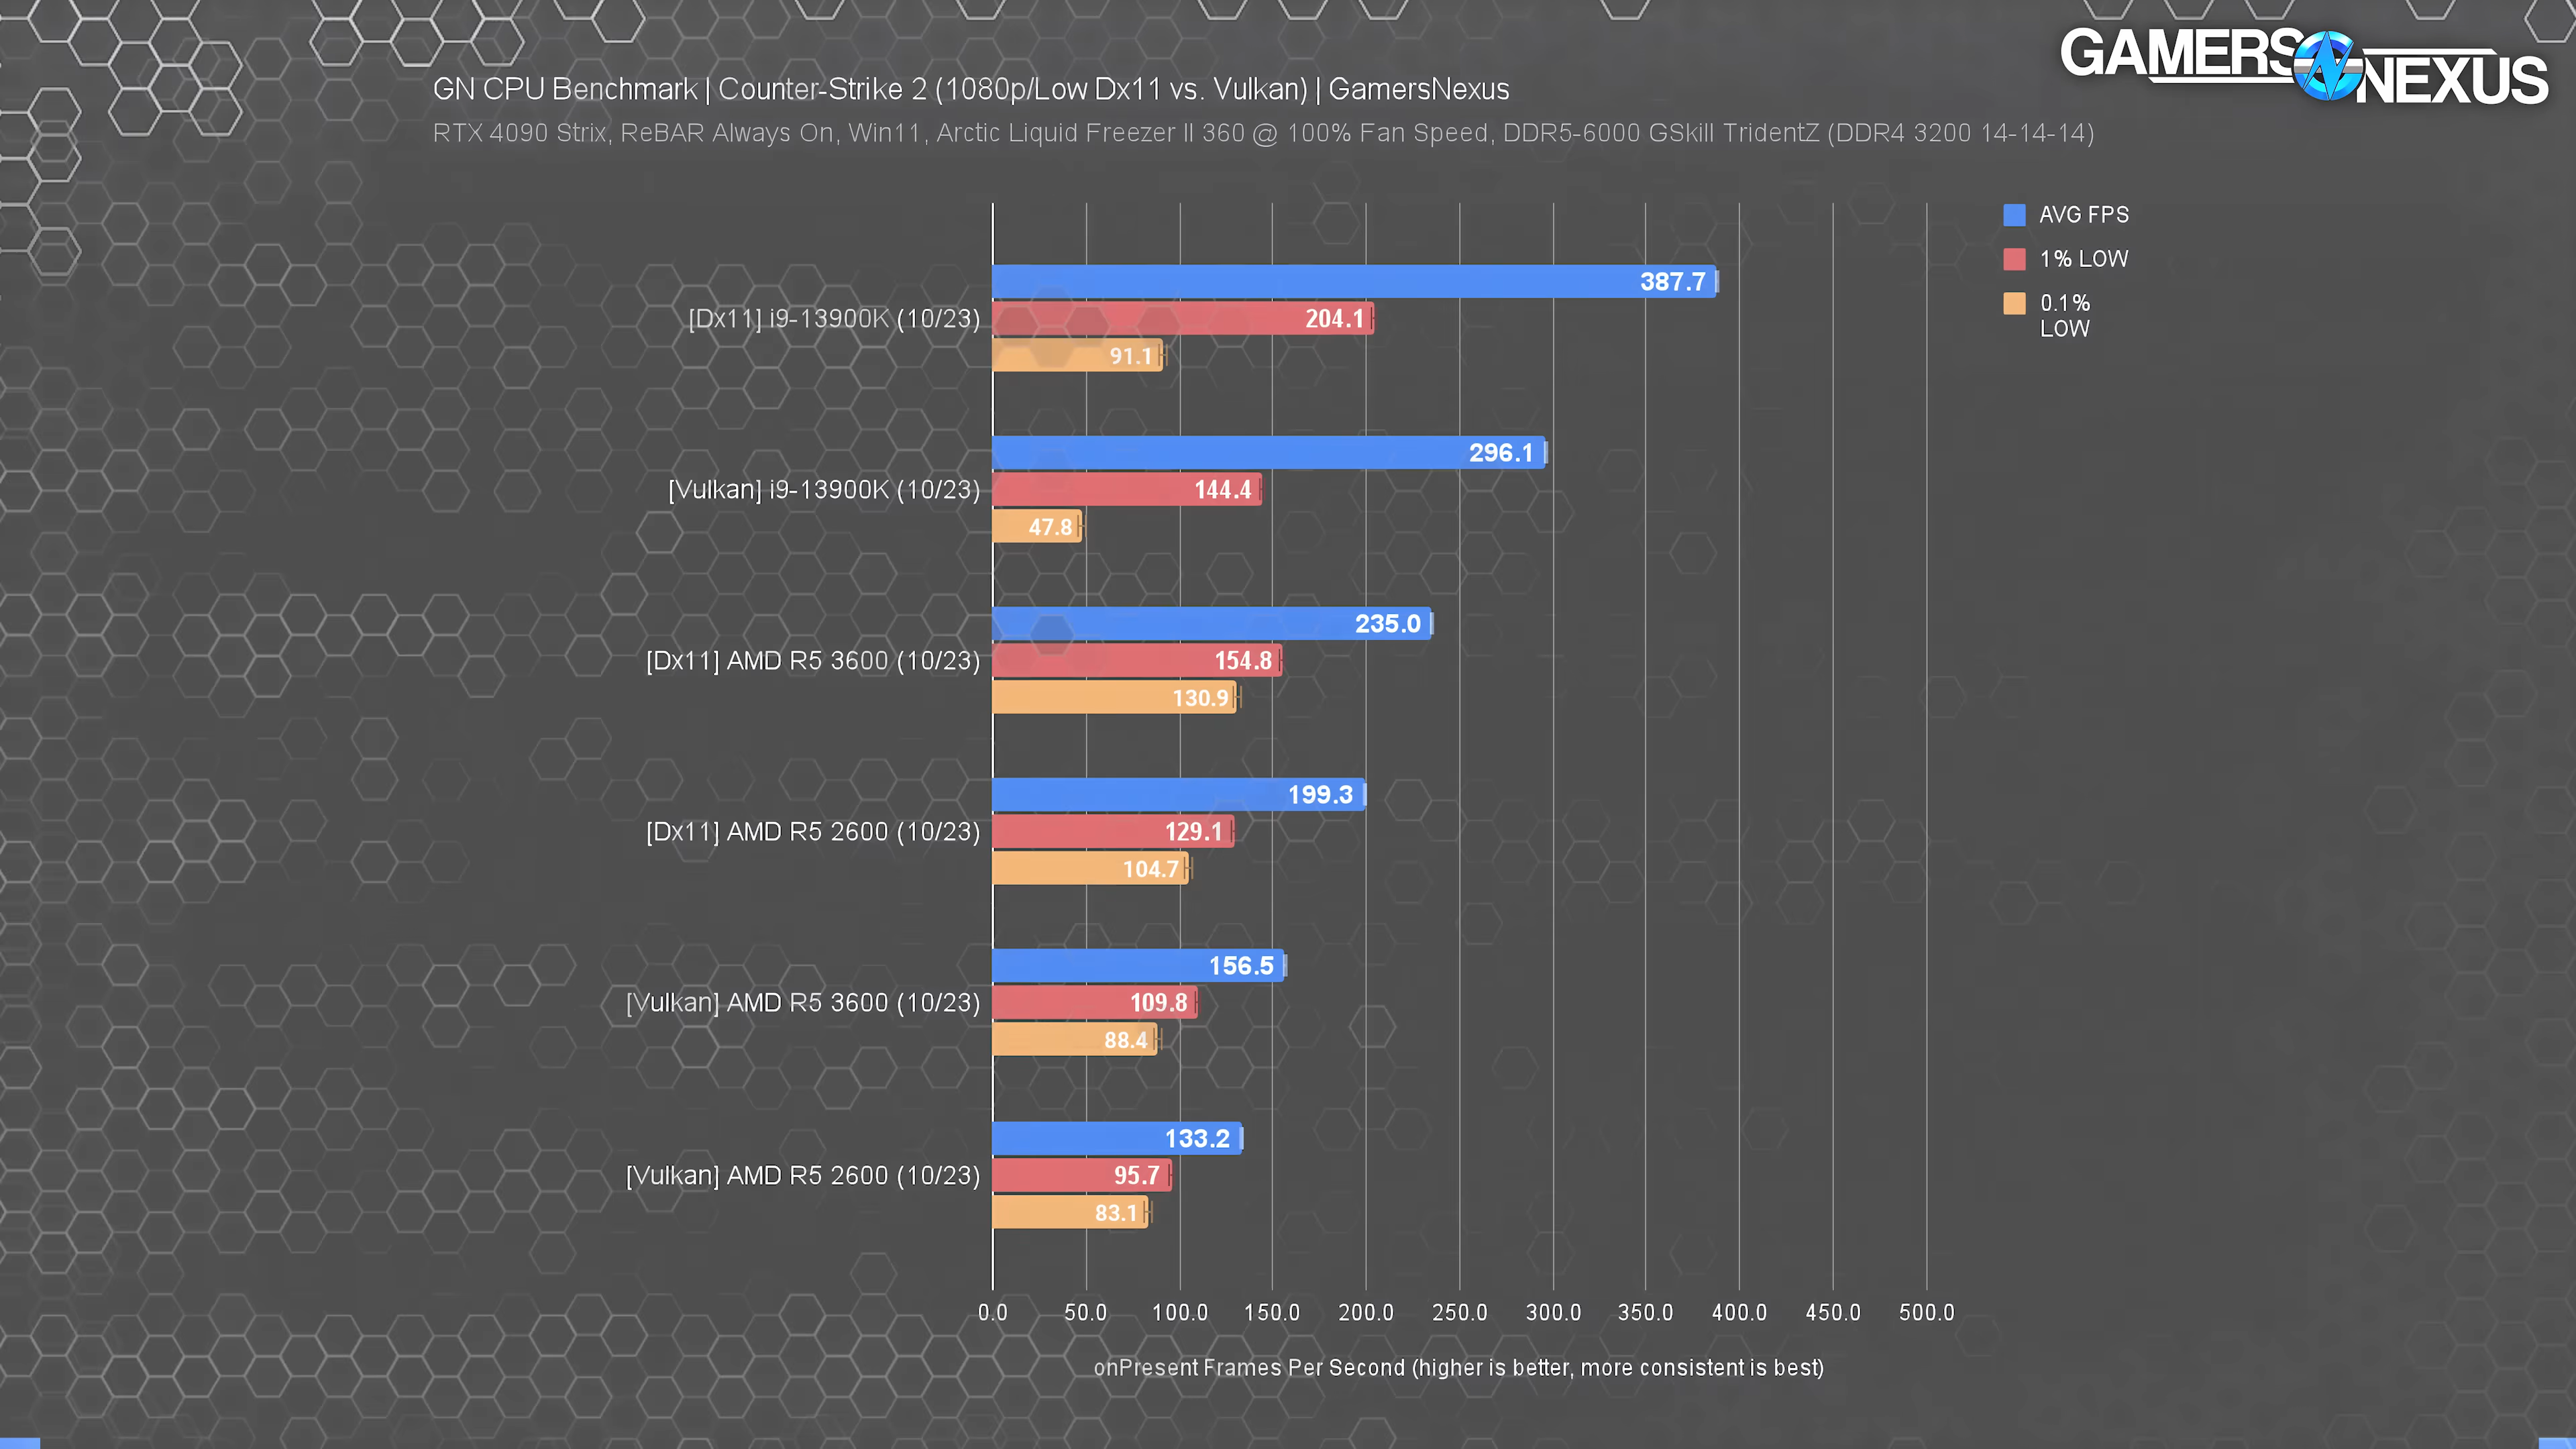 GAMERS NEXUS
GN CPU Benchmark | Counter-Strike 2 (1080p/Low Dx11 vs. Vulkan) | GamersNexus
RTX 4090 Strix, ReBAR Always On, Win11, Arctic Liquid Freezer II 360 @ 100% Fan Speed, DDR5-6000 GSkill TridentZ (DDR4 3200 14-14-14)
AVG FPS
1% LOW
0.1%
LOW
[Dx11] i9-13900K (10/23)
387.7
204.1
91.1
[Vulkan] i9-13900K (10/23)
296.1
144.4
47.8
[Dx11] AMD R5 3600 (10/23)
235.0
154.8
130.9
[Dx11] AMD R5 2600 (10/23)
199.3
129.1
104.7
[Vulkan] AMD R5 3600 (10/23)
156.5
109.8
88.4
[Vulkan] AMD R5 2600 (10/23)
133.2
95.7
83.1
0.0 50.0 100.0 150.0 200.0 250.0 300.0 350.0 400.0 450.0 500.0
onPresent Frames Per Second (higher is better, more consistent is best)